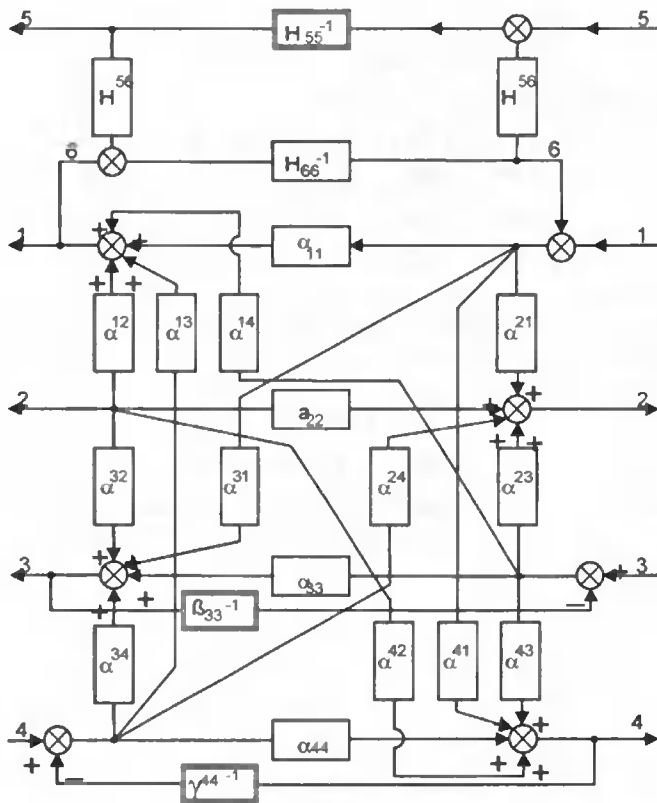 5 H 55 -1 5
H 56 H 56
6 H 66 -1 6
1 + + α 11 1
+ +
α 12 α 13 α 14 α 21
+
2 a 22 + 2
+ +
α 32 α 31 α 24 α 23
+ +
3 α 33 + 3
+ + ß 33 -1 −
α 34 α 42 α 41 α 43
+
4 α 44 4
+ − γ 44 -1 + +